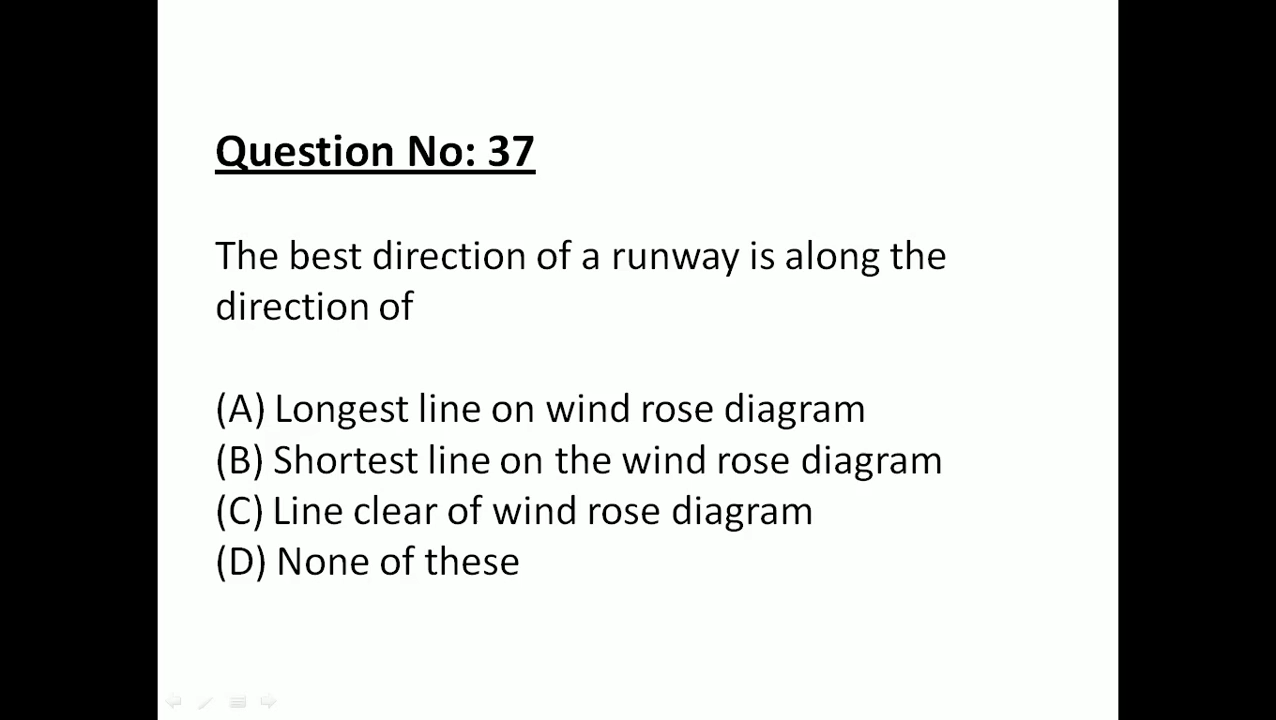 Question No: 37
The best direction of a runway is along the
direction of
(A) Longest line on wind rose diagram
(B) Shortest line on the wind rose diagram
(C) Line clear of wind rose diagram
(D) None of these